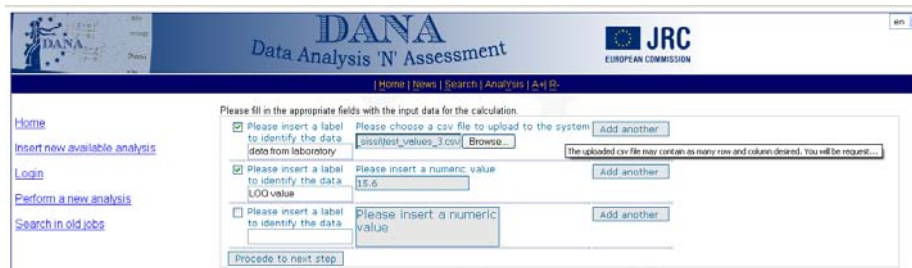 DANA
DANA
Data Analysis 'N' Assessment
JRC
EUROPEAN COMMISSION
en
| Home | News | Search | Analysis | A+| R-
Please fill in the appropriate fields with the input data for the calculation.
Home
Insert new available analysis
Login
Perform a new analysis
Search in old jobs
Please insert a label to identify the data
data from laboratory
Please choose a csv file to upload to the system
_sissi\test_values_3.csv Browse...
Add another
The uploaded csv file may contain as many row and column desired. You will be request....
Please insert a label to identify the data
LOQ value
Please insert a numeric value
15.6
Add another
Please insert a label to identify the data
Please insert a numeric value
Add another
Procede to next step